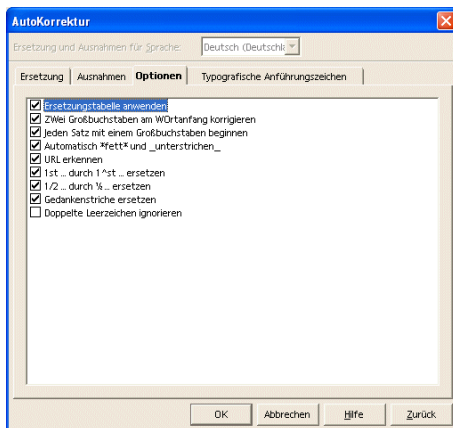 AutoKorrektur
Ersetzung und Ausnahmen für Sprache: Deutsch (Deutschla
Ersetzung Ausnahmen Optionen Typografische Anführungszeichen
Ersetzungstabelle anwenden
ZWei Großbuchstaben am WOrtanfang korrigieren
Jeden Satz mit einem Großbuchstaben beginnen
Automatisch *fett* und _unterstrichen_
URL erkennen
1st ... durch 1^st ... ersetzen
1/2 ... durch ½ ... ersetzen
Gedankenstriche ersetzen
Doppelte Leerzeichen ignorieren
OK Abbrechen Hilfe Zurück